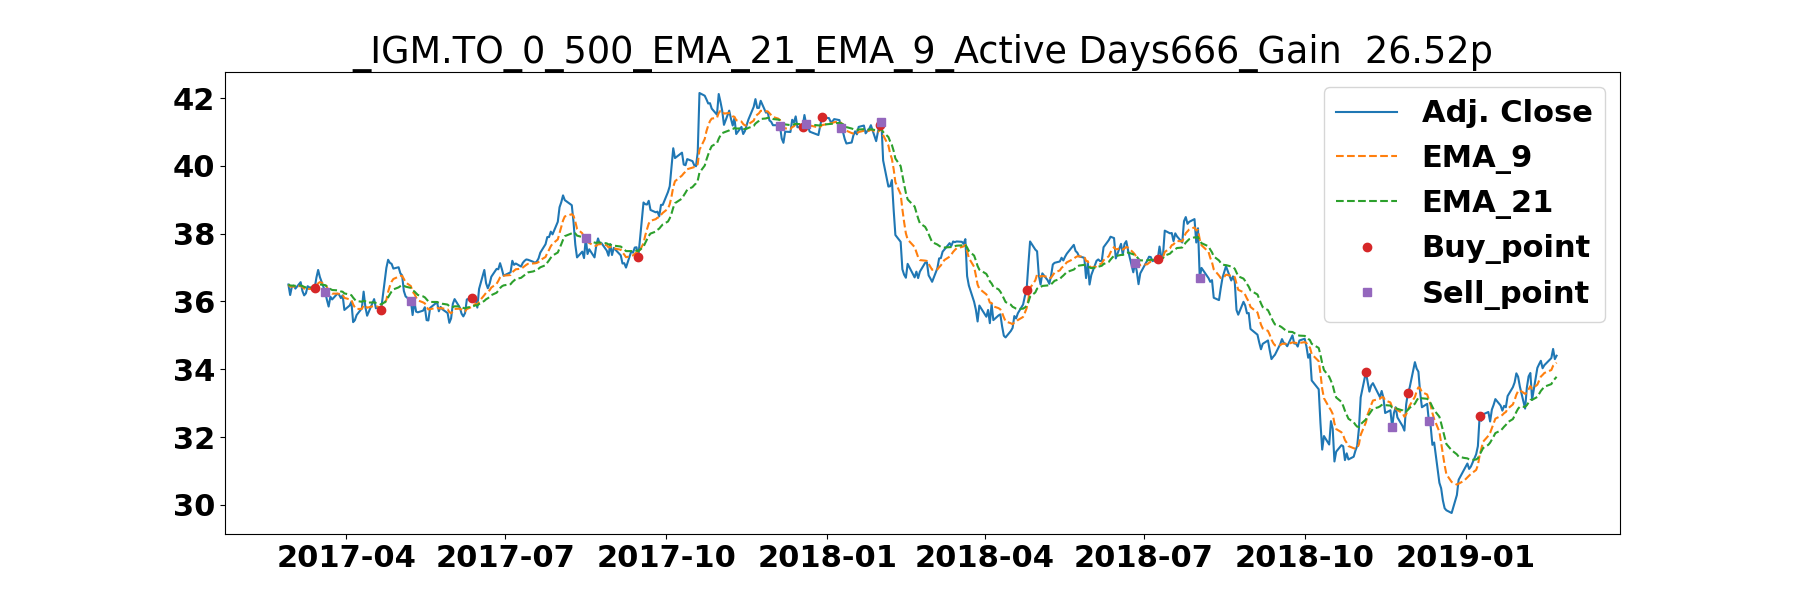 _IGM.TO_0_500_EMA_21_EMA_9_Active Days666_Gain  26.52p
42
40
38
36
34
32
30
Adj. Close
EMA_9
EMA_21
Buy_point
Sell_point
2017-04 2017-07 2017-10 2018-01 2018-04 2018-07 2018-10 2019-01